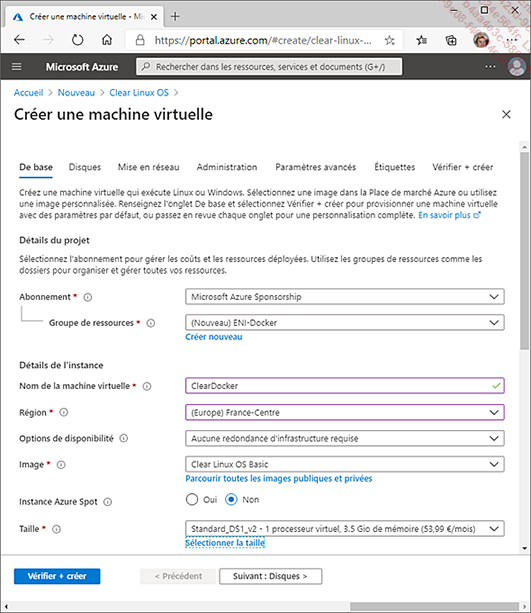 Créer une machine virtuelle - Mi
https://portal.azure.com/#create/clear-linux-...
Microsoft Azure
Rechercher dans les ressources, services et documents (G+/)
Accueil > Nouveau > Clear Linux OS >
Créer une machine virtuelle
De base Disques Mise en réseau Administration Paramètres avancés Étiquettes Vérifier + créer
Créez une machine virtuelle qui exécute Linux ou Windows. Sélectionnez une image dans la Place de marché Azure ou utilisez
une image personnalisée. Renseignez l'onglet De base et sélectionnez Vérifier + créer pour provisionner une machine virtuelle
avec des paramètres par défaut, ou passez en revue chaque onglet pour une personnalisation complète. En savoir plus
Détails du projet
Sélectionnez l'abonnement pour gérer les coûts et les ressources déployées. Utilisez les groupes de ressources comme les
dossiers pour organiser et gérer toutes vos ressources.
Abonnement * Microsoft Azure Sponsorship
Groupe de ressources * (Nouveau) ENI-Docker
Créer nouveau
Détails de l'instance
Nom de la machine virtuelle * ClearDocker
Région * (Europe) France-Centre
Options de disponibilité Aucune redondance d'infrastructure requise
Image * Clear Linux OS Basic
Parcourir toutes les images publiques et privées
Instance Azure Spot Oui Non
Taille * Standard_DS1_v2 - 1 processeur virtuel, 3.5 Gio de mémoire (53,99 €/mois)
Sélectionner la taille
Vérifier + créer < Précédent Suivant : Disques >